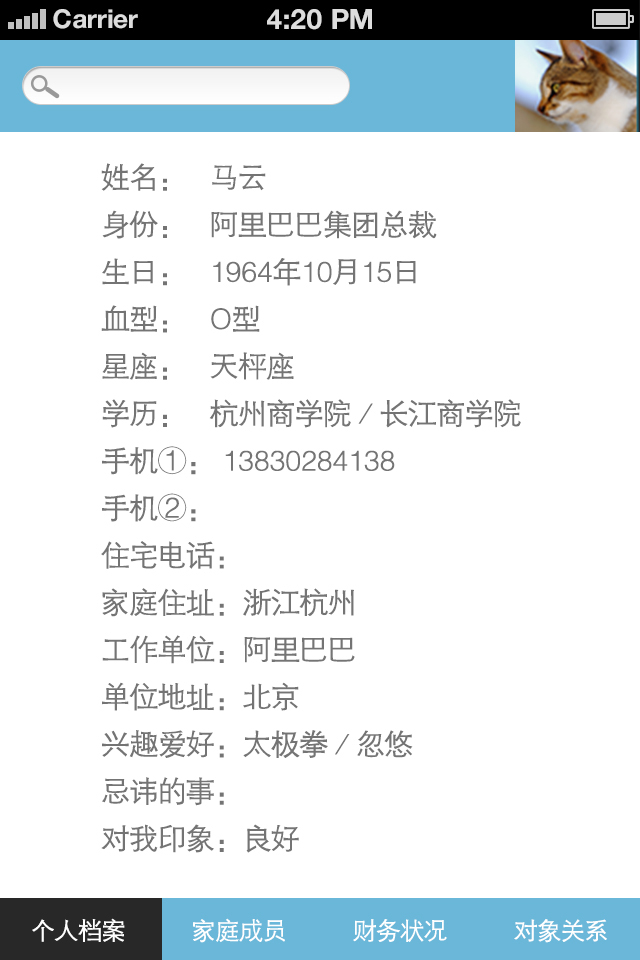 Carrier 4:20 PM
姓名： 马云
身份： 阿里巴巴集团总裁
生日： 1964年10月15日
血型： O型
星座： 天枰座
学历： 杭州商学院 / 长江商学院
手机①： 13830284138
手机②：
住宅电话：
家庭住址：浙江杭州
工作单位：阿里巴巴
单位地址：北京
兴趣爱好：太极拳 / 忽悠
忌讳的事：
对我印象：良好
个人档案 家庭成员 财务状况 对象关系